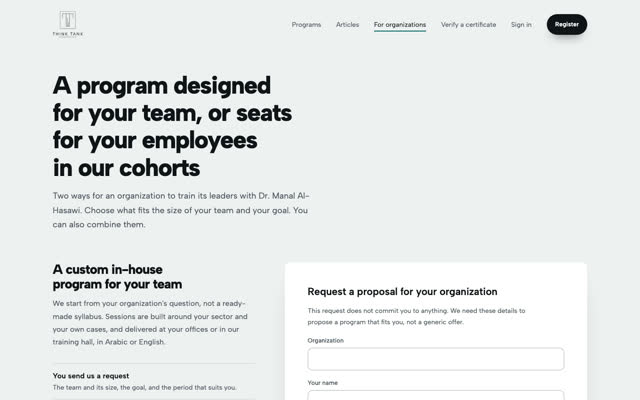 THINK TANK
Programs
Articles
For organizations
Verify a certificate
Sign in
Register
A program designed
for your team, or seats
for your employees
in our cohorts
Two ways for an organization to train its leaders with Dr. Manal Al-
Hasawi. Choose what fits the size of your team and your goal. You
can also combine them.
A custom in-house
program for your team
We start from your organization's question, not a ready-
made syllabus. Sessions are built around your sector and
your own cases, and delivered at your offices or in our
training hall, in Arabic or English.
You send us a request
The team and its size, the goal, and the period that suits you.
Request a proposal for your organization
This request does not commit you to anything. We need these details to
propose a program that fits you, not a generic offer.
Organization
Your name